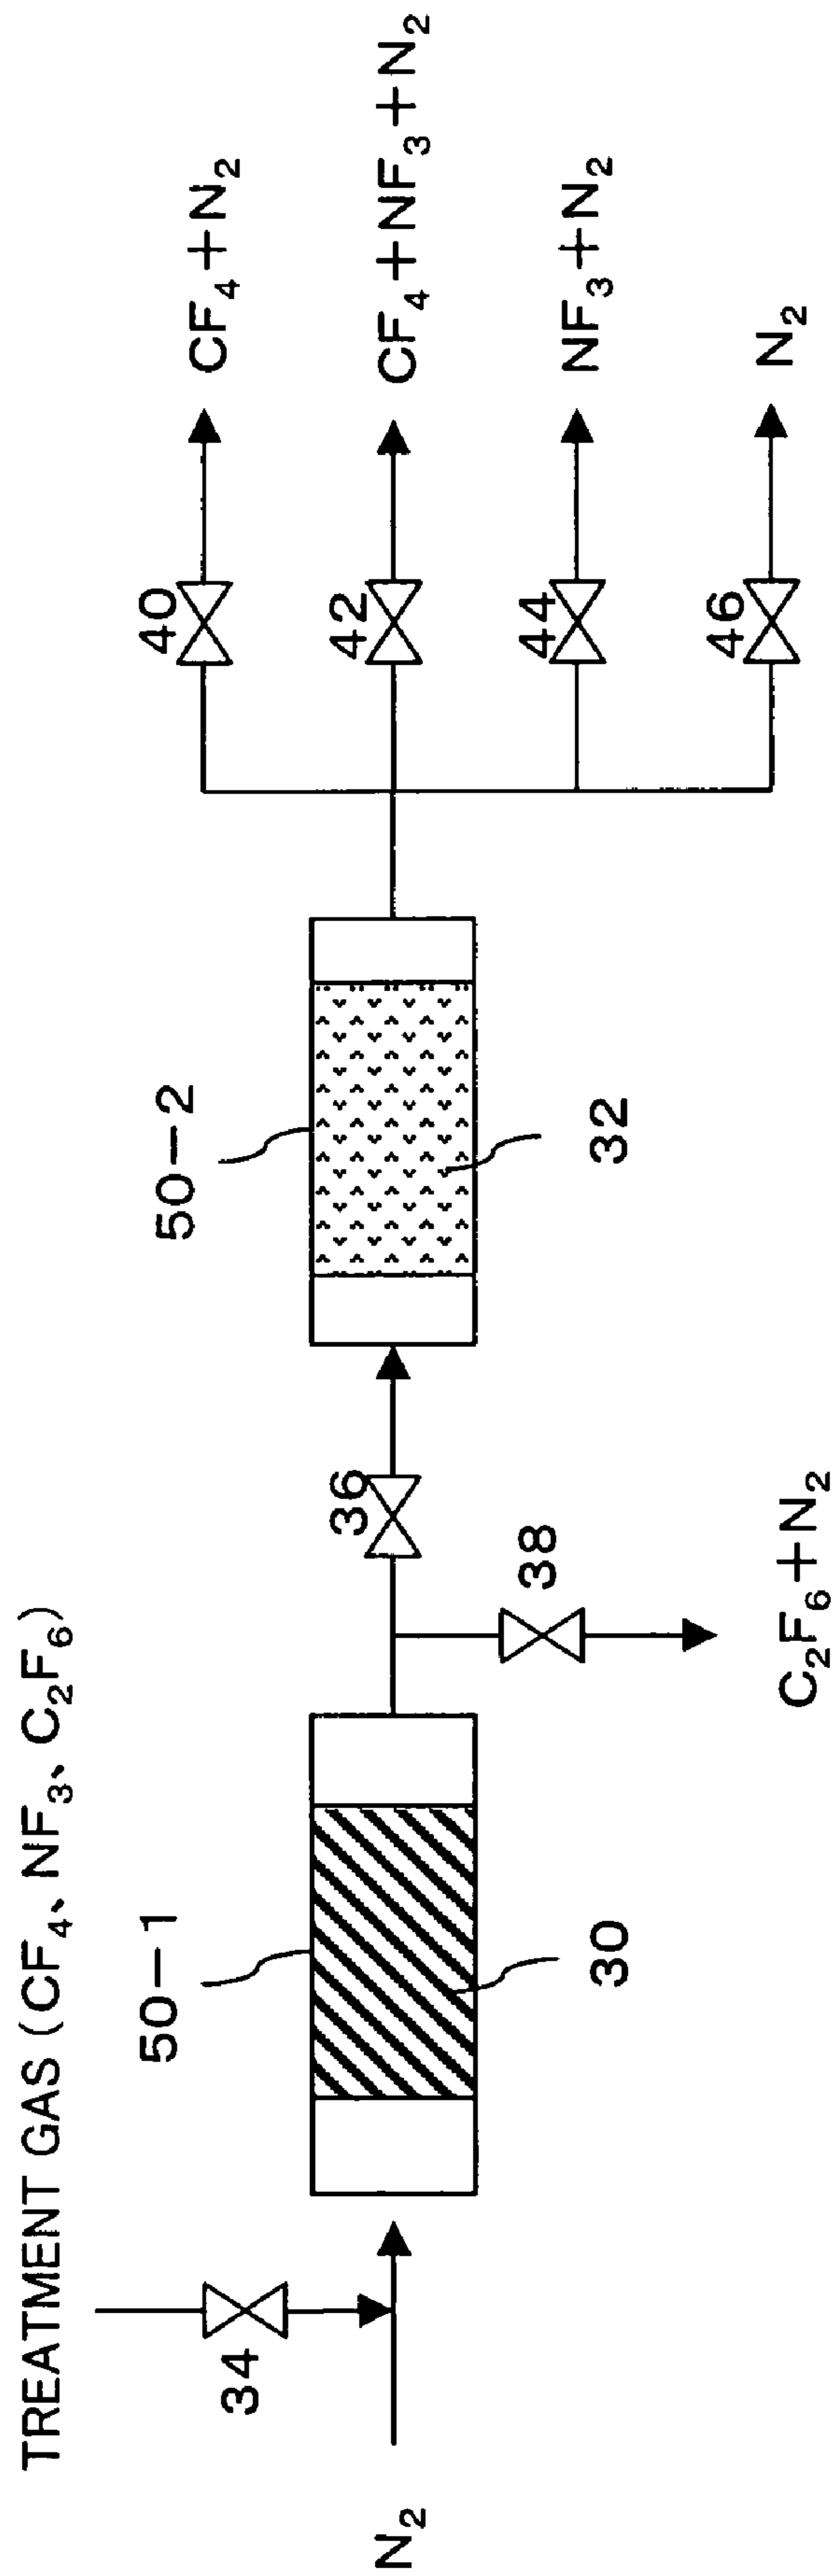 TREATMENT GAS (CF₄、NF₃、C₂F₆)
34
N₂
50-1
30
36
38
C₂F₆+N₂
50-2
32
40
CF₄+N₂
42
CF₄+NF₃+N₂
44
NF₃+N₂
46
N₂